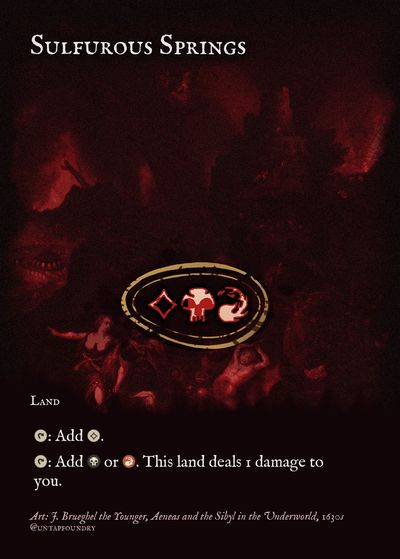 Sulfurous Springs
Land
: Add .
: Add or . This land deals 1 damage to
you.
Art: J. Brueghel the Younger, Aeneas and the Sibyl in the Underworld, 1630s
@untapfoundry